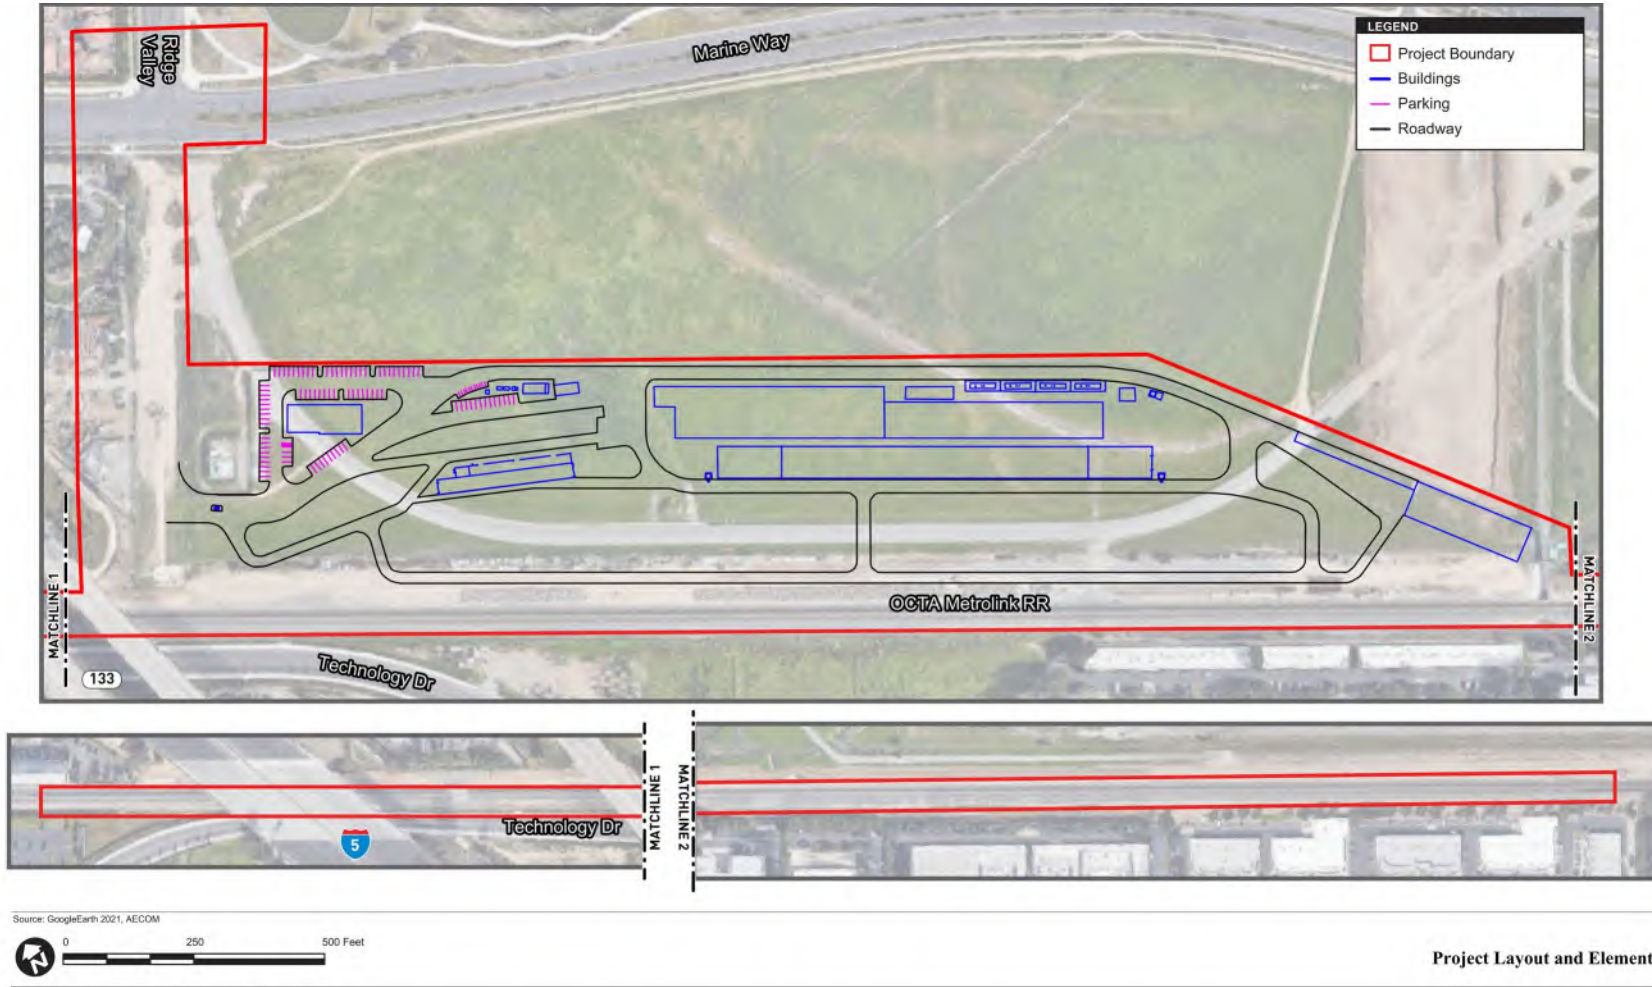 Ridge
Valley
Marine Way
LEGEND
Project Boundary
Buildings
Parking
Roadway
OCTA Metrolink RR
MATCHLINE 1
MATCHLINE 2
133
Technology Dr
MATCHLINE 1
MATCHLINE 2
Technology Dr
5
Source: GoogleEarth 2021, AECOM
N
0 250 500 Feet
Project Layout and Element